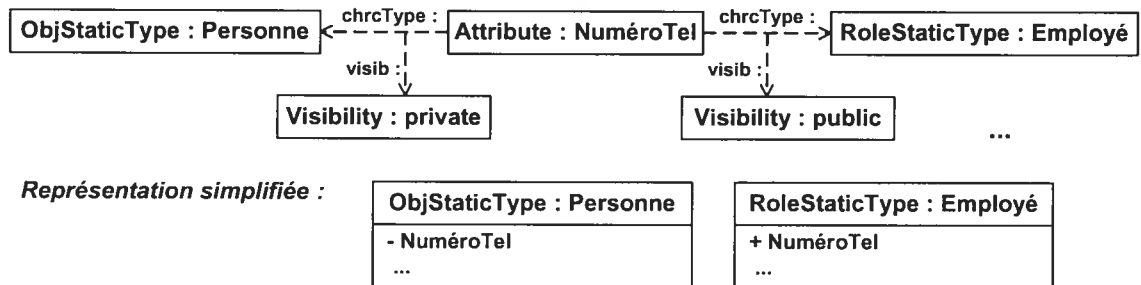 chrcType :
chrcType :
ObjStaticType : Personne
Attribute : NuméroTel
RoleStaticType : Employé
visib :
visib :
Visibility : private
Visibility : public
...
Représentation simplifiée :
ObjStaticType : Personne
RoleStaticType : Employé
- NuméroTel
+ NuméroTel
...
...